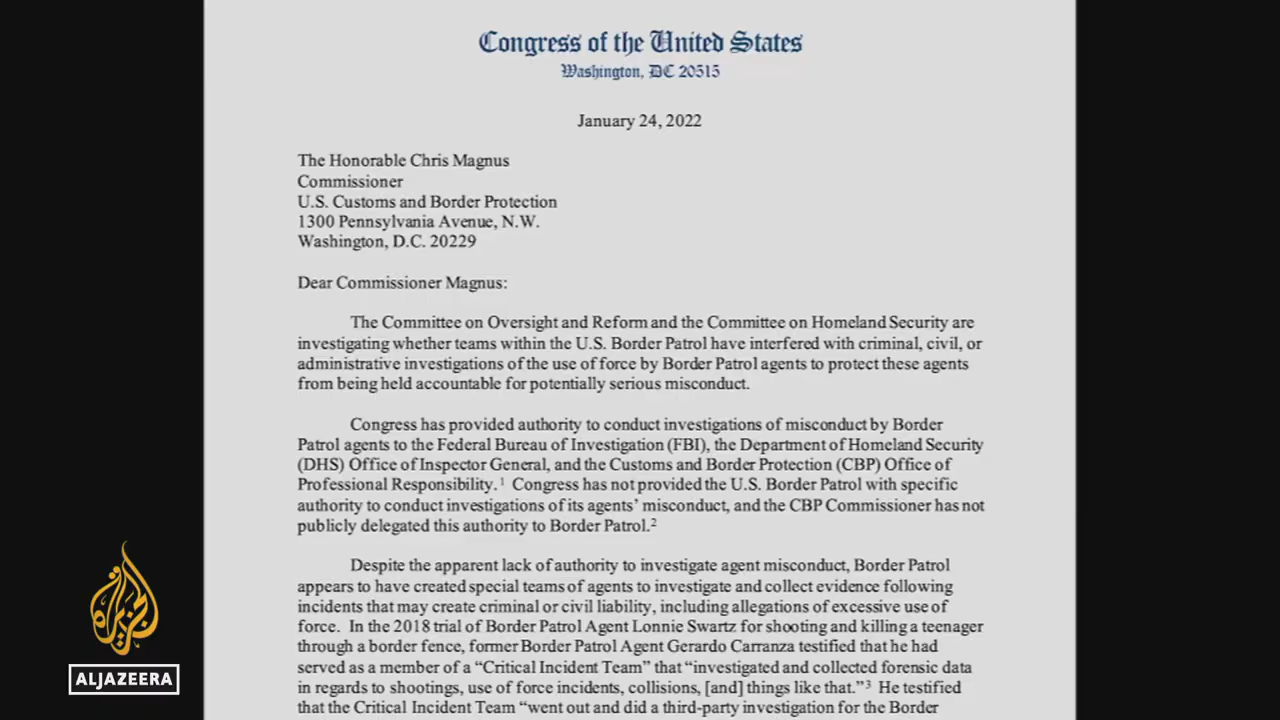 Congress of the United States
Washington, DC 20515
January 24, 2022
The Honorable Chris Magnus
Commissioner
U.S. Customs and Border Protection
1300 Pennsylvania Avenue, N.W.
Washington, D.C. 20229
Dear Commissioner Magnus:
The Committee on Oversight and Reform and the Committee on Homeland Security are
investigating whether teams within the U.S. Border Patrol have interfered with criminal, civil, or
administrative investigations of the use of force by Border Patrol agents to protect these agents
from being held accountable for potentially serious misconduct.
Congress has provided authority to conduct investigations of misconduct by Border
Patrol agents to the Federal Bureau of Investigation (FBI), the Department of Homeland Security
(DHS) Office of Inspector General, and the Customs and Border Protection (CBP) Office of
Professional Responsibility.¹ Congress has not provided the U.S. Border Patrol with specific
authority to conduct investigations of its agents’ misconduct, and the CBP Commissioner has not
publicly delegated this authority to Border Patrol.²
Despite the apparent lack of authority to investigate agent misconduct, Border Patrol
appears to have created special teams of agents to investigate and collect evidence following
incidents that may create criminal or civil liability, including allegations of excessive use of
force. In the 2018 trial of Border Patrol Agent Lonnie Swartz for shooting and killing a teenager
through a border fence, former Border Patrol Agent Gerardo Carranza testified that he had
served as a member of a “Critical Incident Team” that “investigated and collected forensic data
in regards to shootings, use of force incidents, collisions, [and] things like that.”³ He testified
that the Critical Incident Team “went out and did a third-party investigation for the Border
الجزيرة
ALJAZEERA